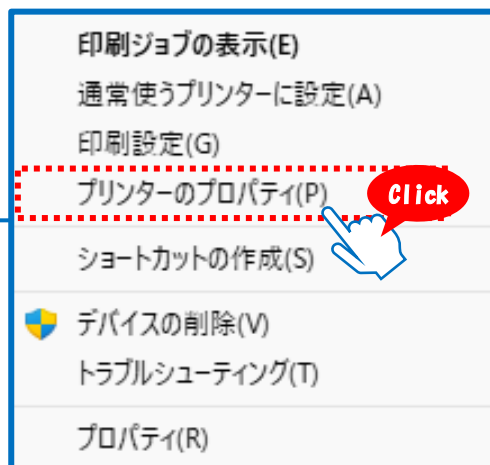 印刷ジョブの表示(E)
通常使うプリンターに設定(A)
印刷設定(G)
プリンターのプロパティ(P)
Click
ショートカットの作成(S)
デバイスの削除(V)
トラブルシューティング(T)
プロパティ(R)